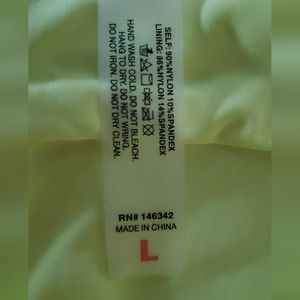 SELF: 90%NYLON 10%SPANDEX
LINING: 86%NYLON 14%SPANDEX
HAND WASH COLD. DO NOT BLEACH.
HANG TO DRY. DO NOT WRING.
DO NOT IRON. DO NOT DRY CLEAN.
RN# 146342
MADE IN CHINA
L